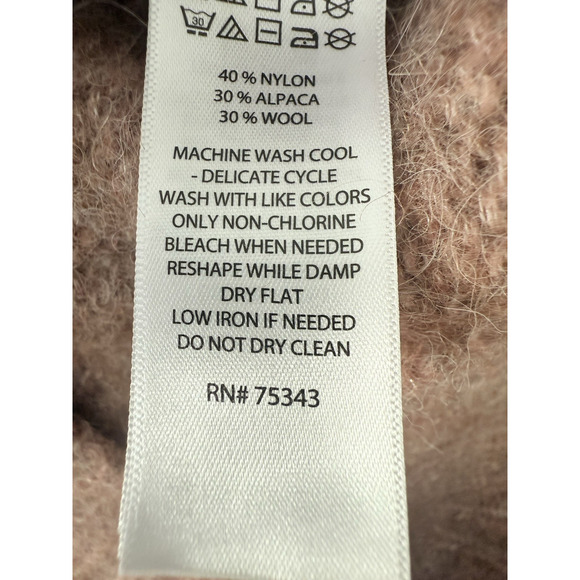 30
40 % NYLON
30 % ALPACA
30 % WOOL
MACHINE WASH COOL
- DELICATE CYCLE
WASH WITH LIKE COLORS
ONLY NON-CHLORINE
BLEACH WHEN NEEDED
RESHAPE WHILE DAMP
DRY FLAT
LOW IRON IF NEEDED
DO NOT DRY CLEAN
RN# 75343